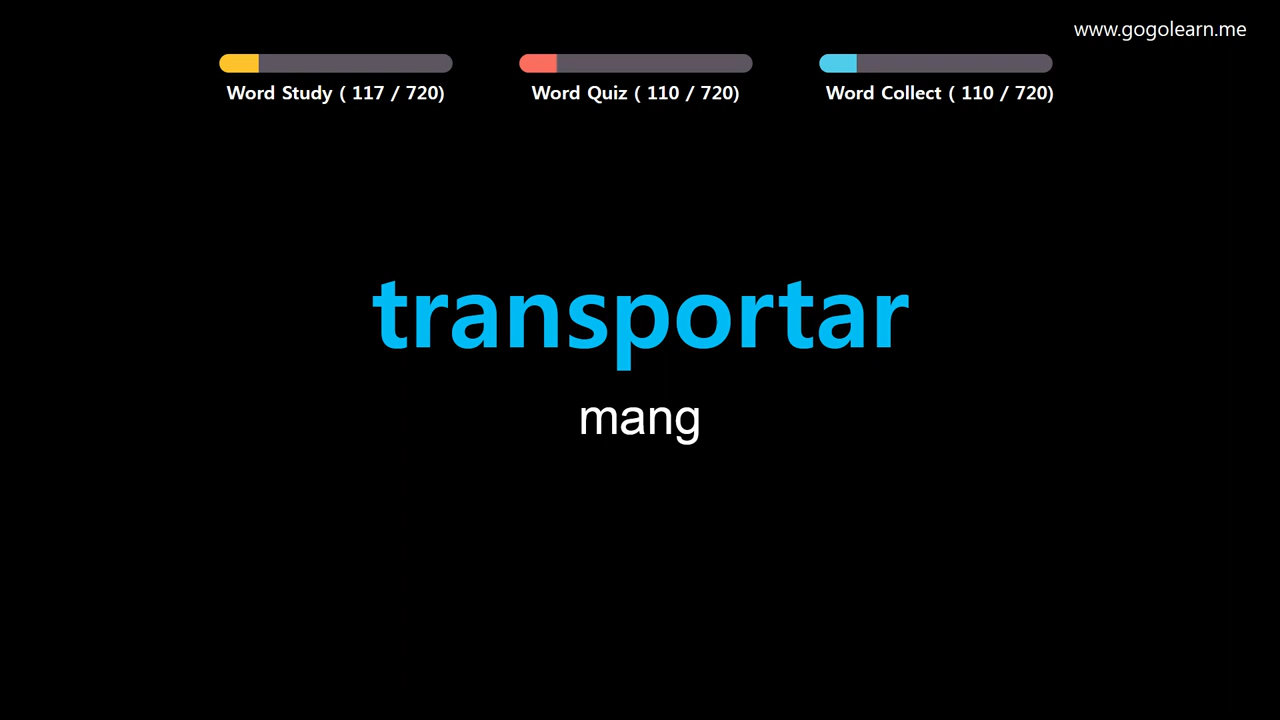 www.gogolearn.me
Word Study ( 117 / 720)
Word Quiz ( 110 / 720)
Word Collect ( 110 / 720)
transportar
mang